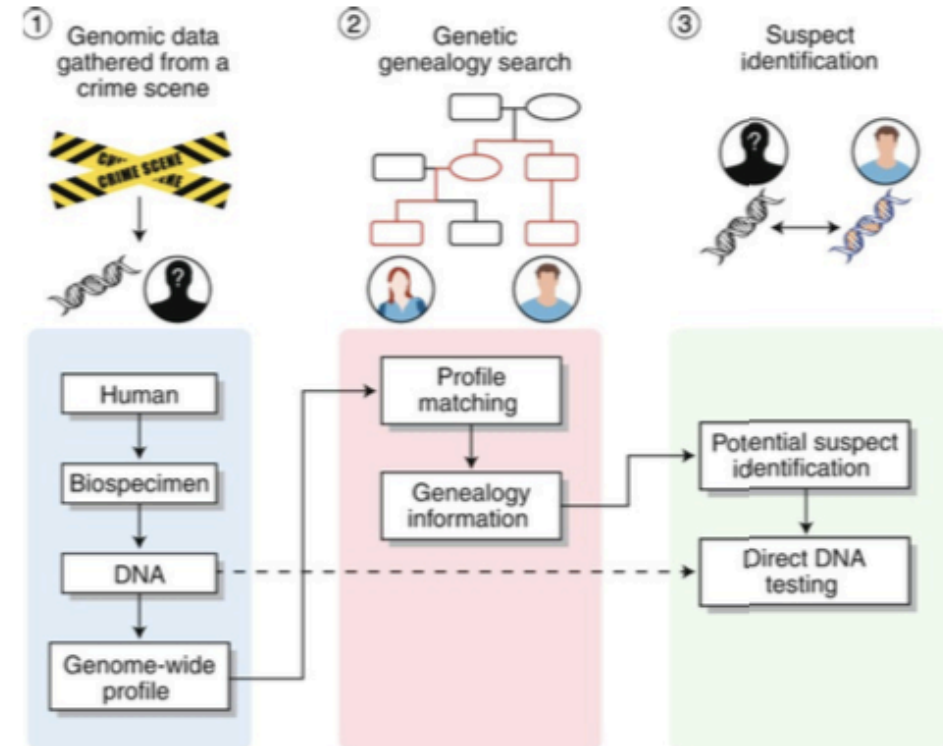 1
Genomic data
gathered from a
crime scene
CRIME SCENE
?
Human
Biospecimen
DNA
Genome-wide
profile
2
Genetic
genealogy search
Profile
matching
Genealogy
information
3
Suspect
identification
?
Potential suspect
identification
Direct DNA
testing